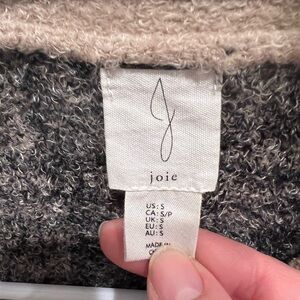 J
joie
US: S
CA: S/P
UK: S
EU: S
AU: S
MADE IN